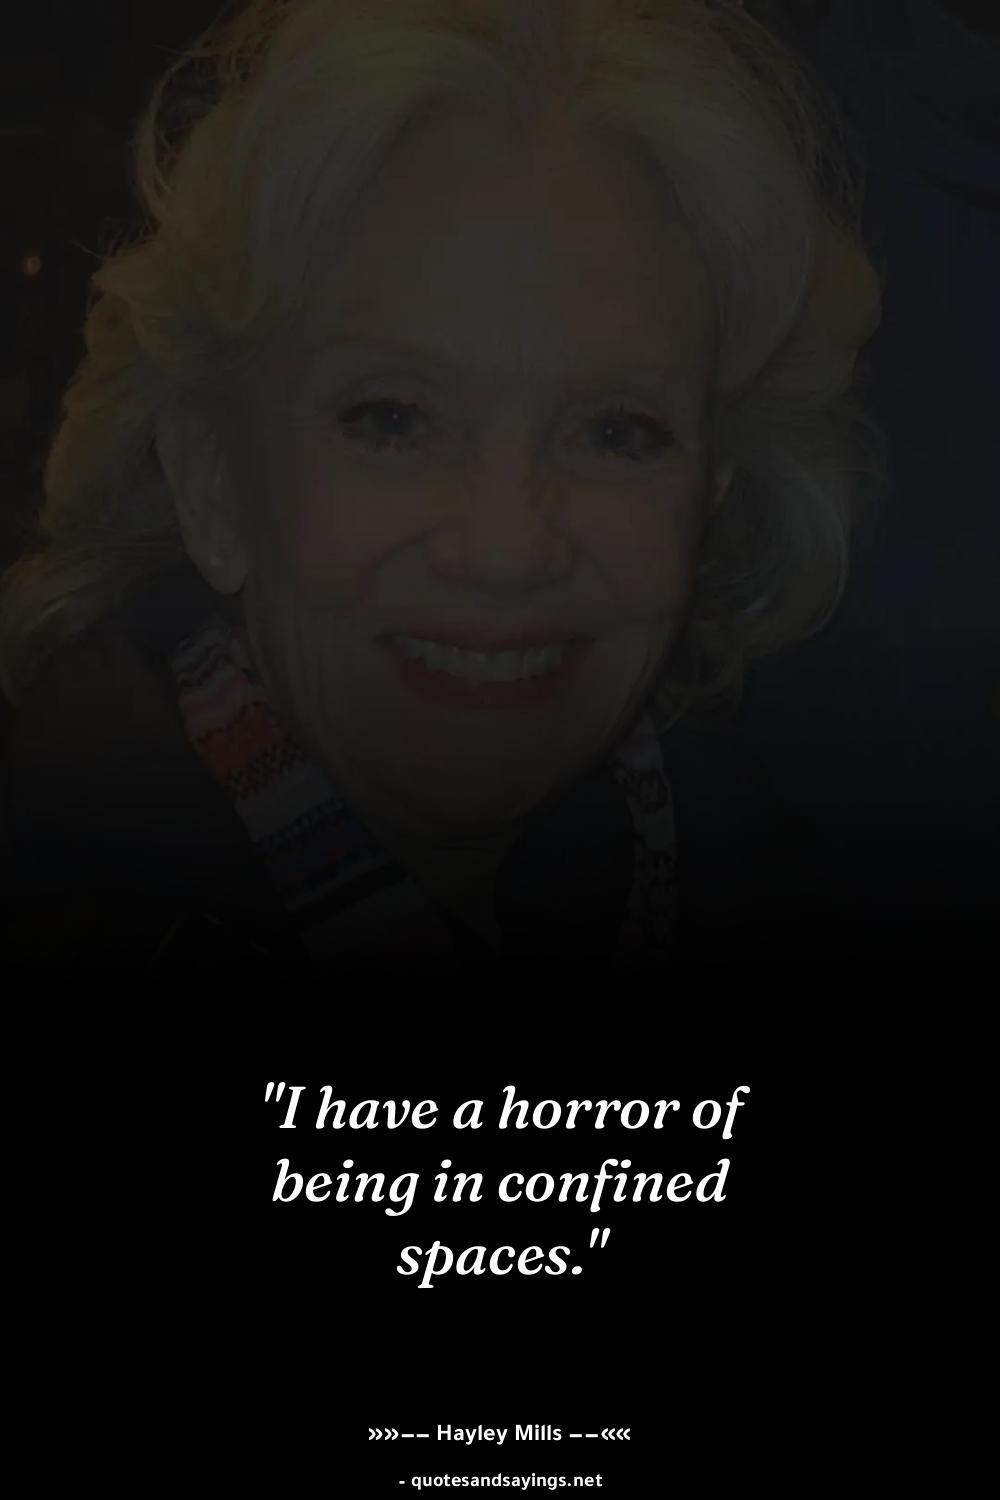 "I have a horror of
being in confined
spaces."
»»−− Hayley Mills −−««
- quotesandsayings.net